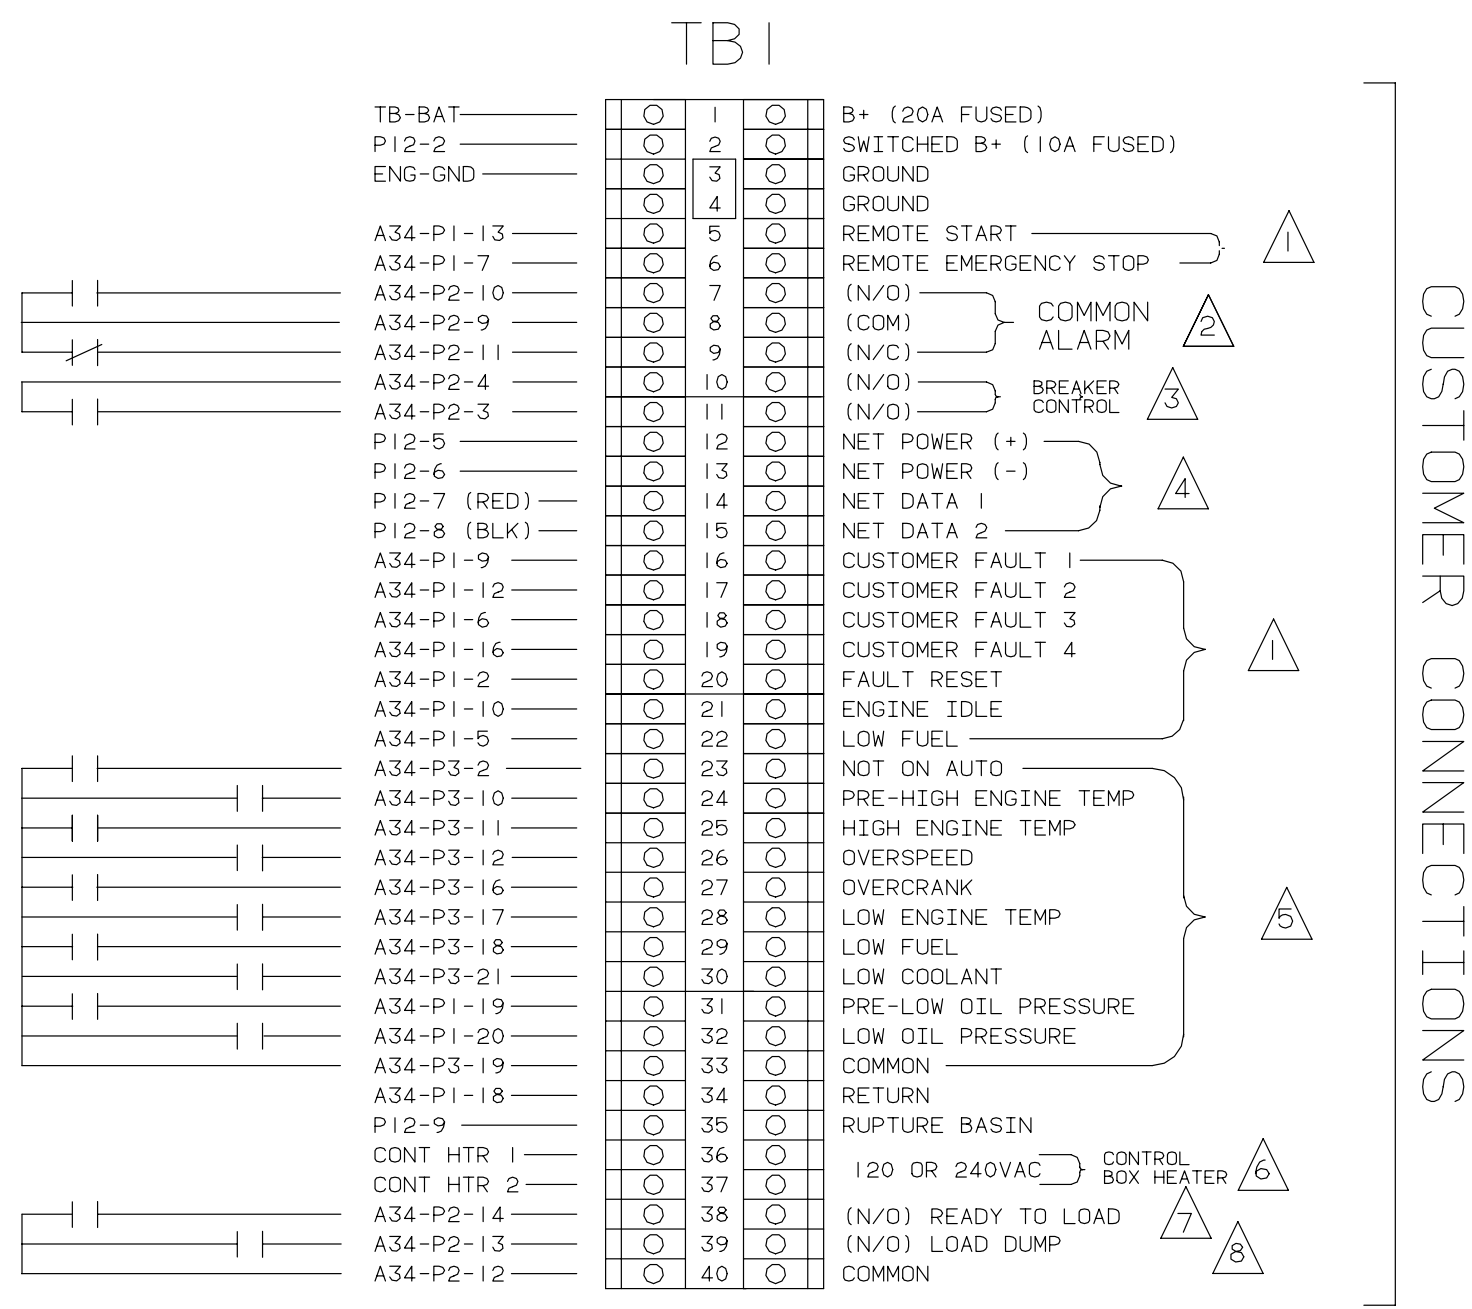 TB1
TB-BAT 1 B+ (20A FUSED)
P12-2 2 SWITCHED B+ (10A FUSED)
ENG-GND 3 GROUND
4 GROUND
A34-P1-13 5 REMOTE START
1
A34-P1-7 6 REMOTE EMERGENCY STOP
A34-P2-10 7 (N/O)
A34-P2-9 8 (COM)
COMMON
ALARM
2
A34-P2-11 9 (N/C)
A34-P2-4 10 (N/O)
BREAKER
CONTROL
3
A34-P2-3 11 (N/O)
P12-5 12 NET POWER (+)
P12-6 13 NET POWER (-)
4
P12-7 (RED) 14 NET DATA 1
P12-8 (BLK) 15 NET DATA 2
A34-P1-9 16 CUSTOMER FAULT 1
A34-P1-12 17 CUSTOMER FAULT 2
A34-P1-6 18 CUSTOMER FAULT 3
A34-P1-16 19 CUSTOMER FAULT 4
1
A34-P1-2 20 FAULT RESET
A34-P1-10 21 ENGINE IDLE
A34-P1-5 22 LOW FUEL
A34-P3-2 23 NOT ON AUTO
A34-P3-10 24 PRE-HIGH ENGINE TEMP
A34-P3-11 25 HIGH ENGINE TEMP
A34-P3-12 26 OVERSPEED
A34-P3-16 27 OVERCRANK
A34-P3-17 28 LOW ENGINE TEMP
5
A34-P3-18 29 LOW FUEL
A34-P3-21 30 LOW COOLANT
A34-P1-19 31 PRE-LOW OIL PRESSURE
A34-P1-20 32 LOW OIL PRESSURE
A34-P3-19 33 COMMON
A34-P1-18 34 RETURN
P12-9 35 RUPTURE BASIN
CONT HTR 1 36
120 OR 240VAC
CONTROL
BOX HEATER
6
CONT HTR 2 37
A34-P2-14 38 (N/O) READY TO LOAD
7
A34-P2-13 39 (N/O) LOAD DUMP
8
A34-P2-12 40 COMMON
CUSTOMER CONNECTIONS